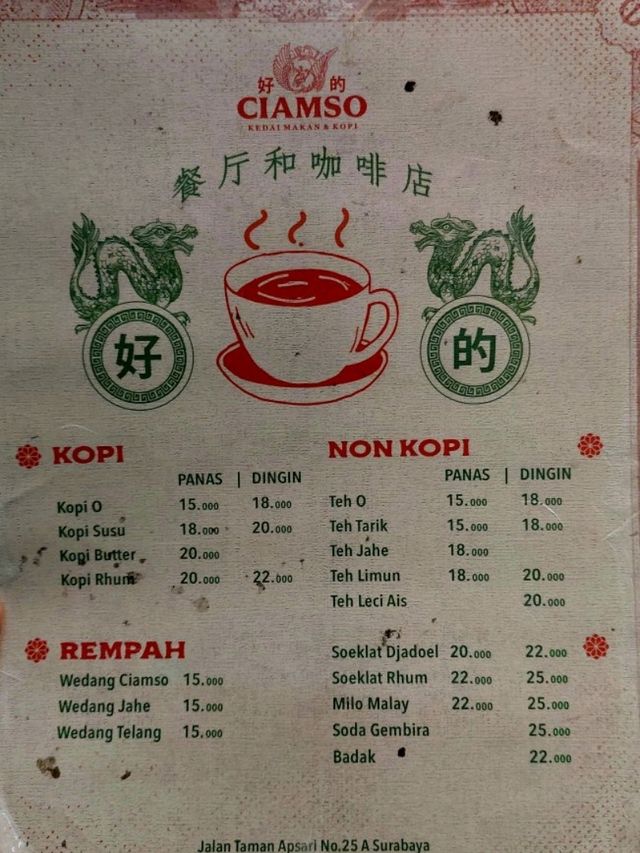 好 的
CIAMSO
KEDAI MAKAN & KOPI
餐厅和咖啡店
好
的
KOPI
PANAS | DINGIN
Kopi O 15.000 18.000
Kopi Susu 18.000 20.000
Kopi Butter 20.000
Kopi Rhum 20.000 22.000
REMPAH
Wedang Ciamso 15.000
Wedang Jahe 15.000
Wedang Telang 15.000
NON KOPI
PANAS | DINGIN
Teh O 15.000 18.000
Teh Tarik 15.000 18.000
Teh Jahe 18.000
Teh Limun 18.000 20.000
Teh Leci Ais 20.000
Soeklat Djadoel 20.000 22.000
Soeklat Rhum 22.000 25.000
Milo Malay 22.000 25.000
Soda Gembira 25.000
Badak 22.000
Jalan Taman Apsari No.25 A Surabaya